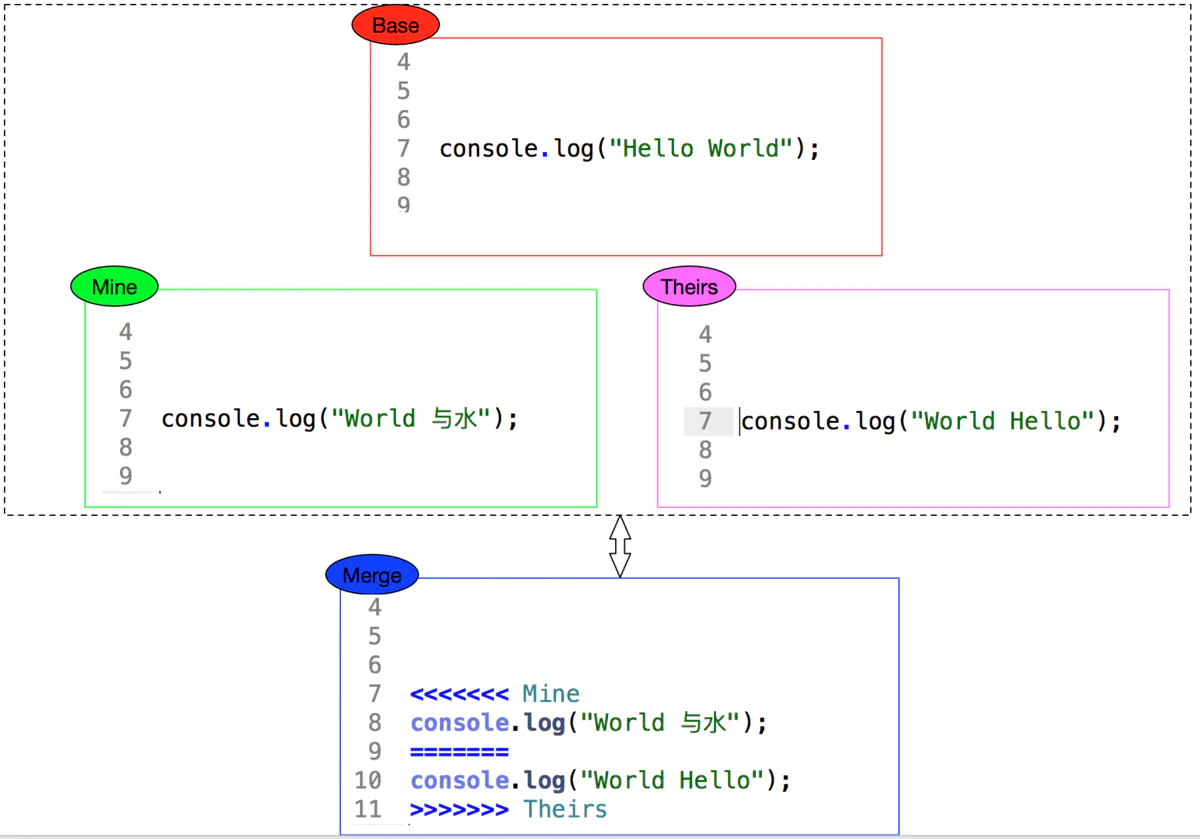 Base
4
5
6
7 console.log("Hello World");
8
9
Mine
4
5
6
7 console.log("World 与水");
8
9
Theirs
4
5
6
7 console.log("World Hello");
8
9
Merge
4
5
6
7 <<<<<<< Mine
8 console.log("World 与水");
9 =======
10 console.log("World Hello");
11 >>>>>>> Theirs